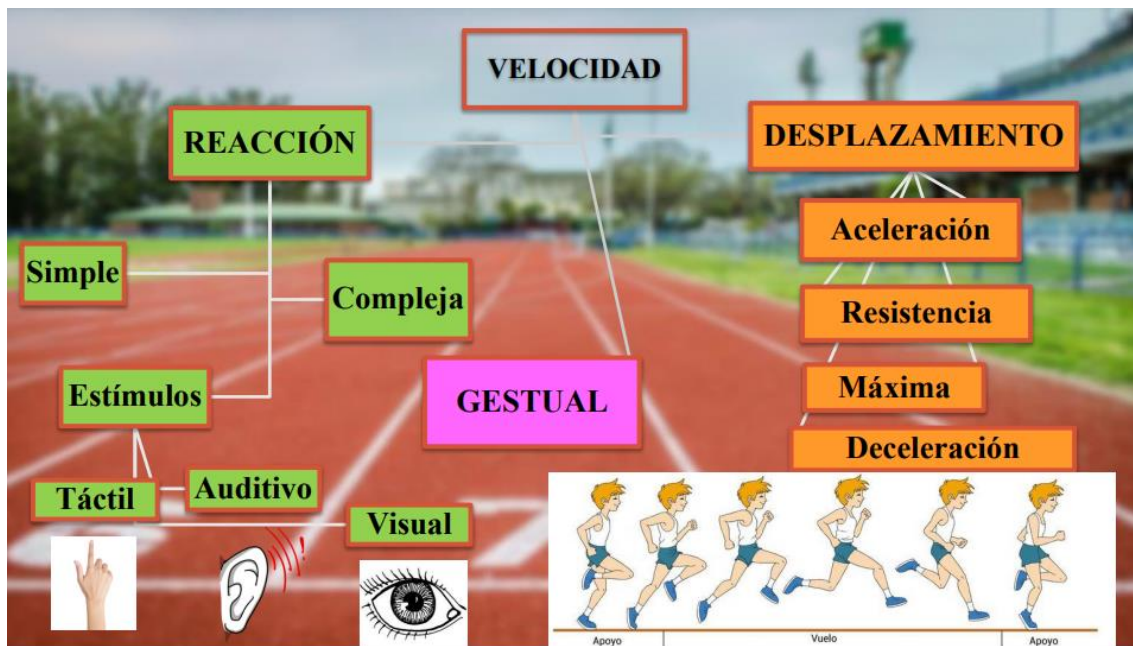 VELOCIDAD
REACCIÓN
DESPLAZAMIENTO
Aceleración
Simple
Compleja
Resistencia
Estímulos
GESTUAL
Máxima
Deceleración
Táctil
Auditivo
Visual
!
Apoyo
Vuelo
Apoyo